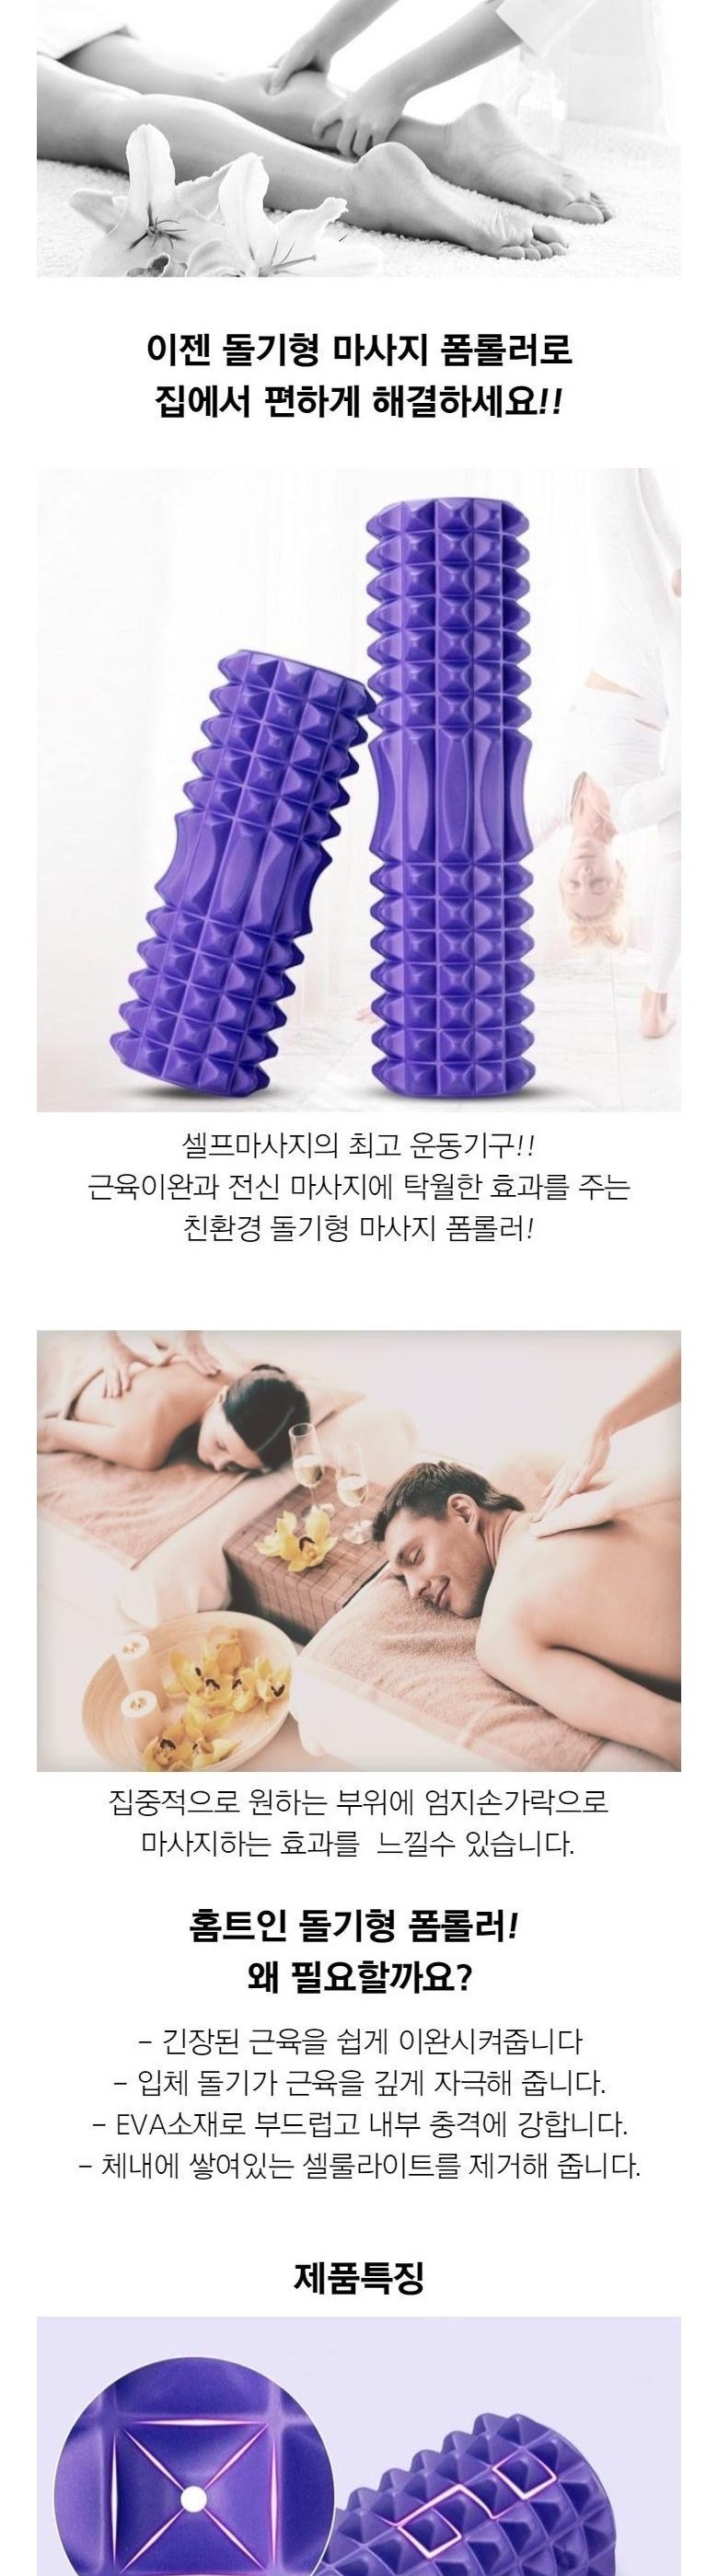 이젠 돌기형 마사지 폼롤러로
집에서 편하게 해결하세요!!
셀프마사지의 최고 운동기구!!
근육이완과 전신 마사지에 탁월한 효과를 주는
친환경 돌기형 마사지 폼롤러!
집중적으로 원하는 부위에 엄지손가락으로
마사지하는 효과를 느낄수 있습니다.
홈트인 돌기형 폼롤러!
왜 필요할까요?
- 긴장된 근육을 쉽게 이완시켜줍니다
- 입체 돌기가 근육을 깊게 자극해 줍니다.
- EVA소재로 부드럽고 내부 충격에 강합니다.
- 체내에 쌓여있는 셀룰라이트를 제거해 줍니다.
제품특징